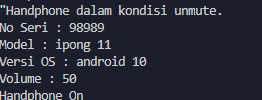 "Handphone dalam kondisi unmute.
No Seri : 98989
Model : ipong 11
Versi OS : android 10
Volume : 50
Handphone On